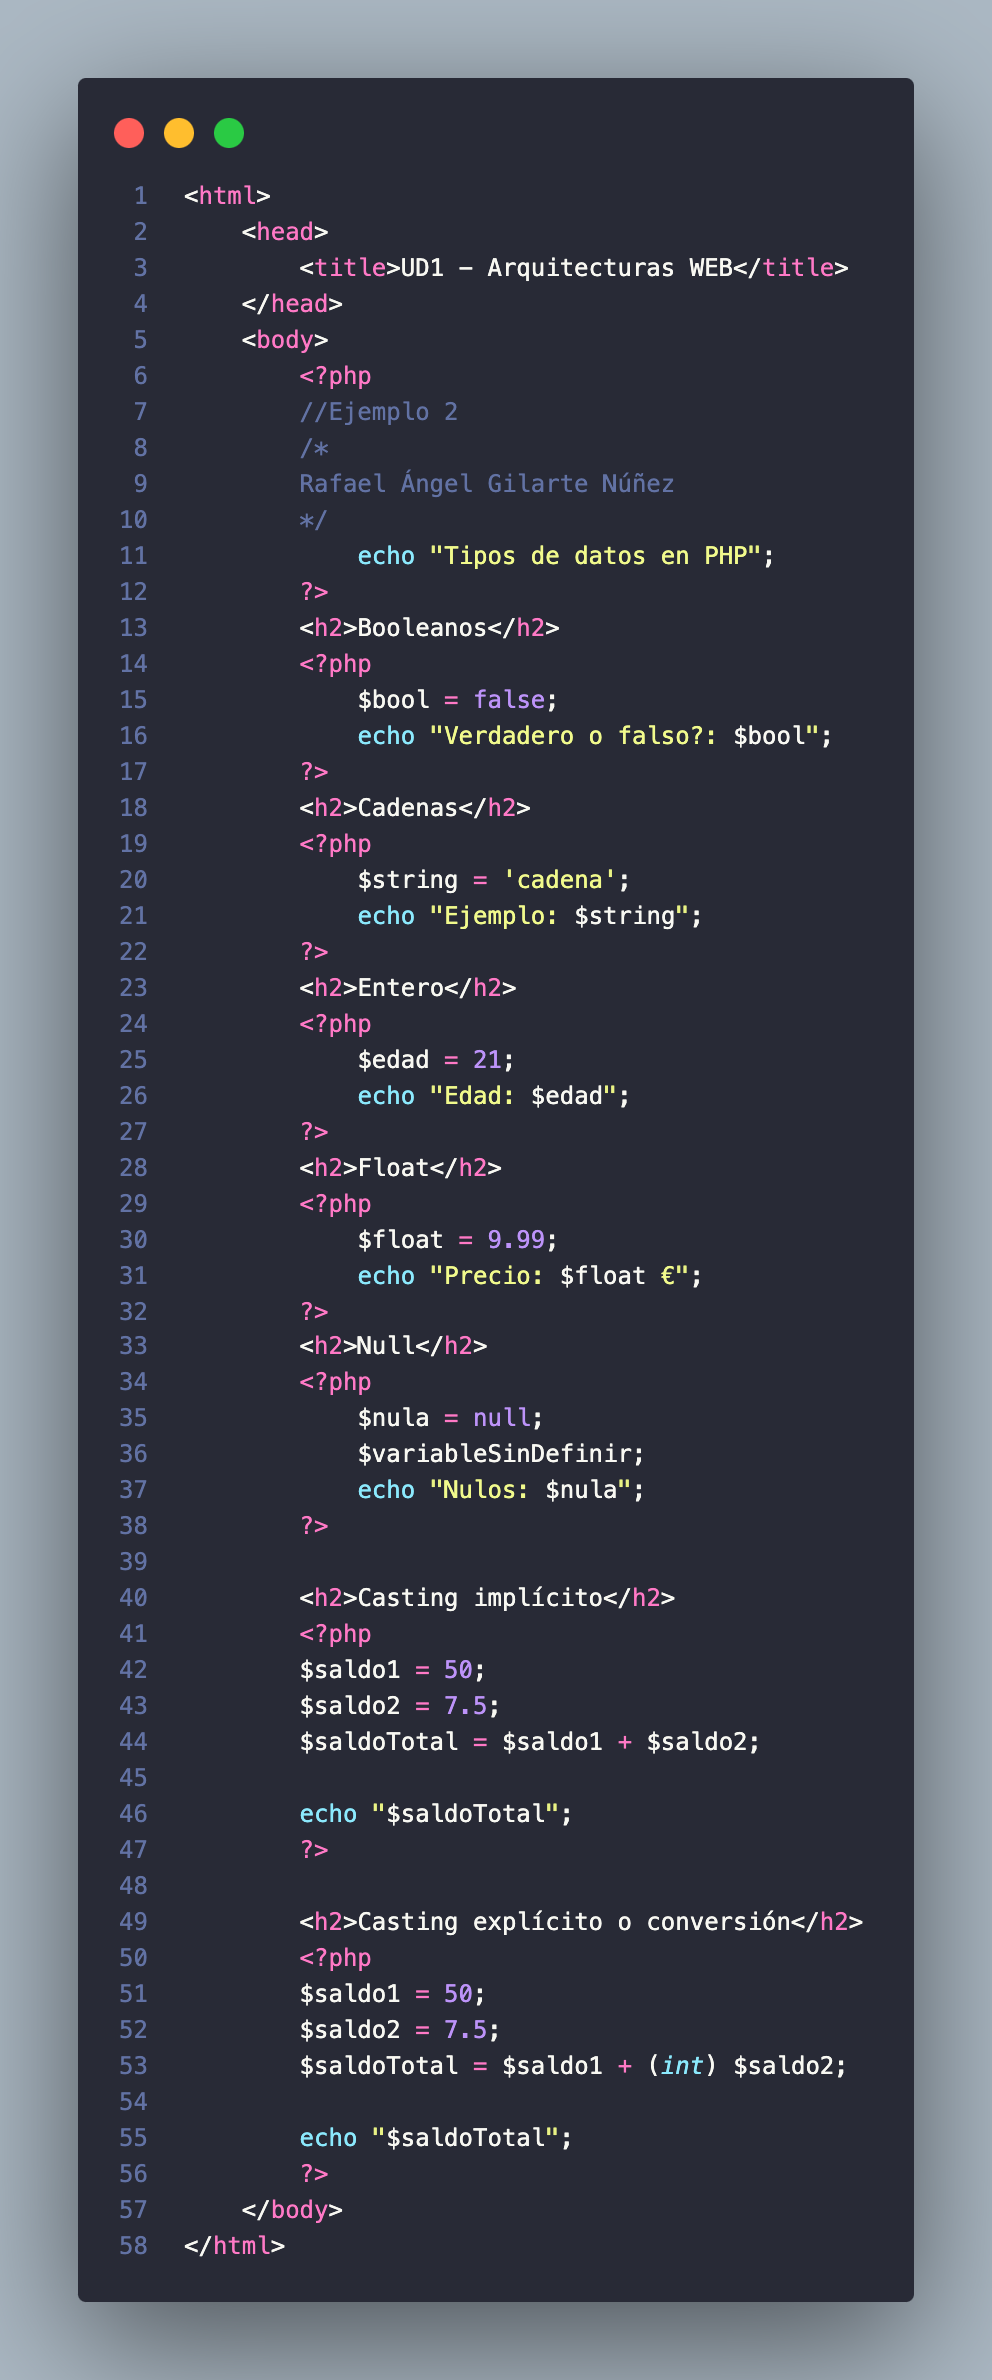 1 <html>
2     <head>
3         <title>UD1 - Arquitecturas WEB</title>
4     </head>
5     <body>
6         <?php
7         //Ejemplo 2
8         /*
9         Rafael Ángel Gilarte Núñez
10         */
11             echo "Tipos de datos en PHP";
12         ?>
13         <h2>Booleanos</h2>
14         <?php
15             $bool = false;
16             echo "Verdadero o falso?: $bool";
17         ?>
18         <h2>Cadenas</h2>
19         <?php
20             $string = 'cadena';
21             echo "Ejemplo: $string";
22         ?>
23         <h2>Entero</h2>
24         <?php
25             $edad = 21;
26             echo "Edad: $edad";
27         ?>
28         <h2>Float</h2>
29         <?php
30             $float = 9.99;
31             echo "Precio: $float €";
32         ?>
33         <h2>Null</h2>
34         <?php
35             $nula = null;
36             $variableSinDefinir;
37             echo "Nulos: $nula";
38         ?>
39
40         <h2>Casting implícito</h2>
41         <?php
42         $saldo1 = 50;
43         $saldo2 = 7.5;
44         $saldoTotal = $saldo1 + $saldo2;
45
46         echo "$saldoTotal";
47         ?>
48
49         <h2>Casting explícito o conversión</h2>
50         <?php
51         $saldo1 = 50;
52         $saldo2 = 7.5;
53         $saldoTotal = $saldo1 + (int) $saldo2;
54
55         echo "$saldoTotal";
56         ?>
57     </body>
58 </html>